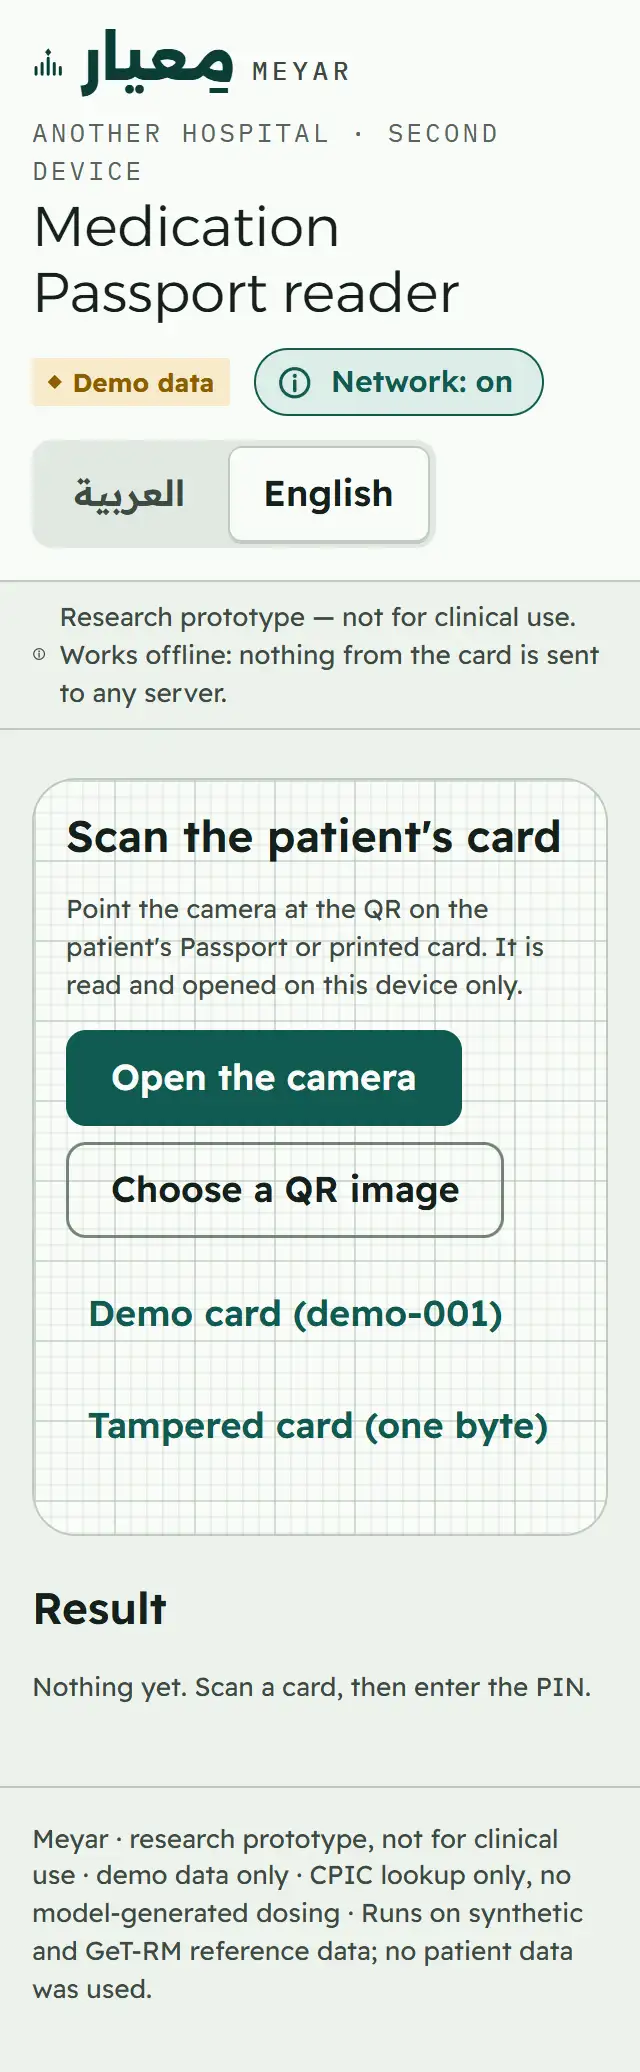 مِعيار MEYAR
ANOTHER HOSPITAL · SECOND
DEVICE
Medication
Passport reader
◆ Demo data
Network: on
العربية
English
Research prototype — not for clinical use.
Works offline: nothing from the card is sent
to any server.
Scan the patient's card
Point the camera at the QR on the
patient's Passport or printed card. It is
read and opened on this device only.
Open the camera
Choose a QR image
Demo card (demo-001)
Tampered card (one byte)
Result
Nothing yet. Scan a card, then enter the PIN.
Meyar · research prototype, not for clinical
use · demo data only · CPIC lookup only, no
model-generated dosing · Runs on synthetic
and GeT-RM reference data; no patient data
was used.